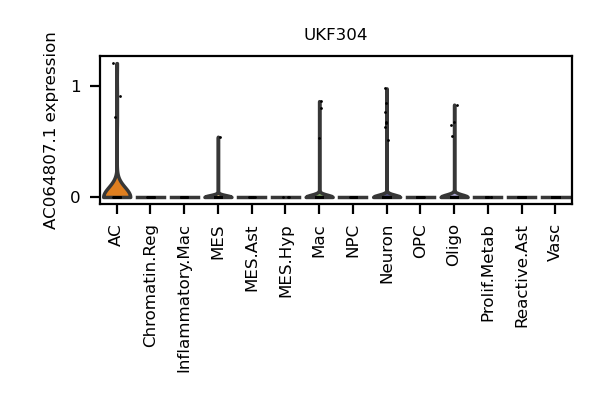 UKF304
AC064807.1 expression
1
0
AC
Chromatin.Reg
Inflammatory.Mac
MES
MES.Ast
MES.Hyp
Mac
NPC
Neuron
OPC
Oligo
Prolif.Metab
Reactive.Ast
Vasc